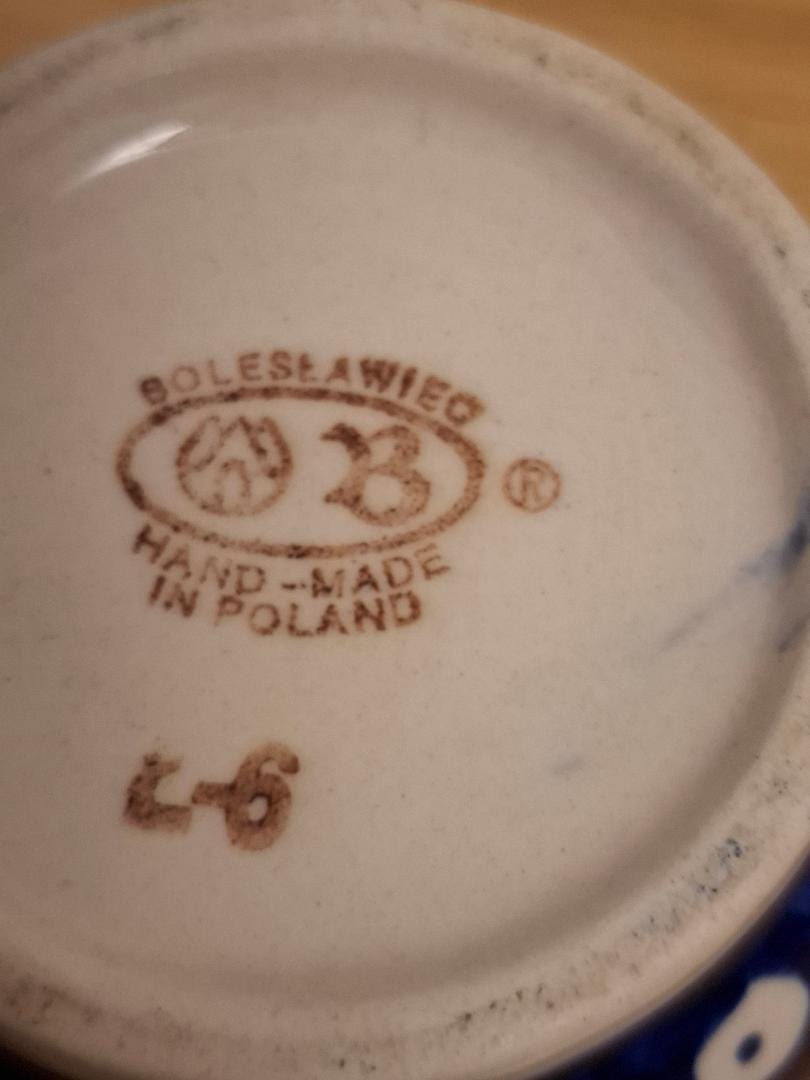 BOLESŁAWIEC
B ®
HAND-MADE
IN POLAND